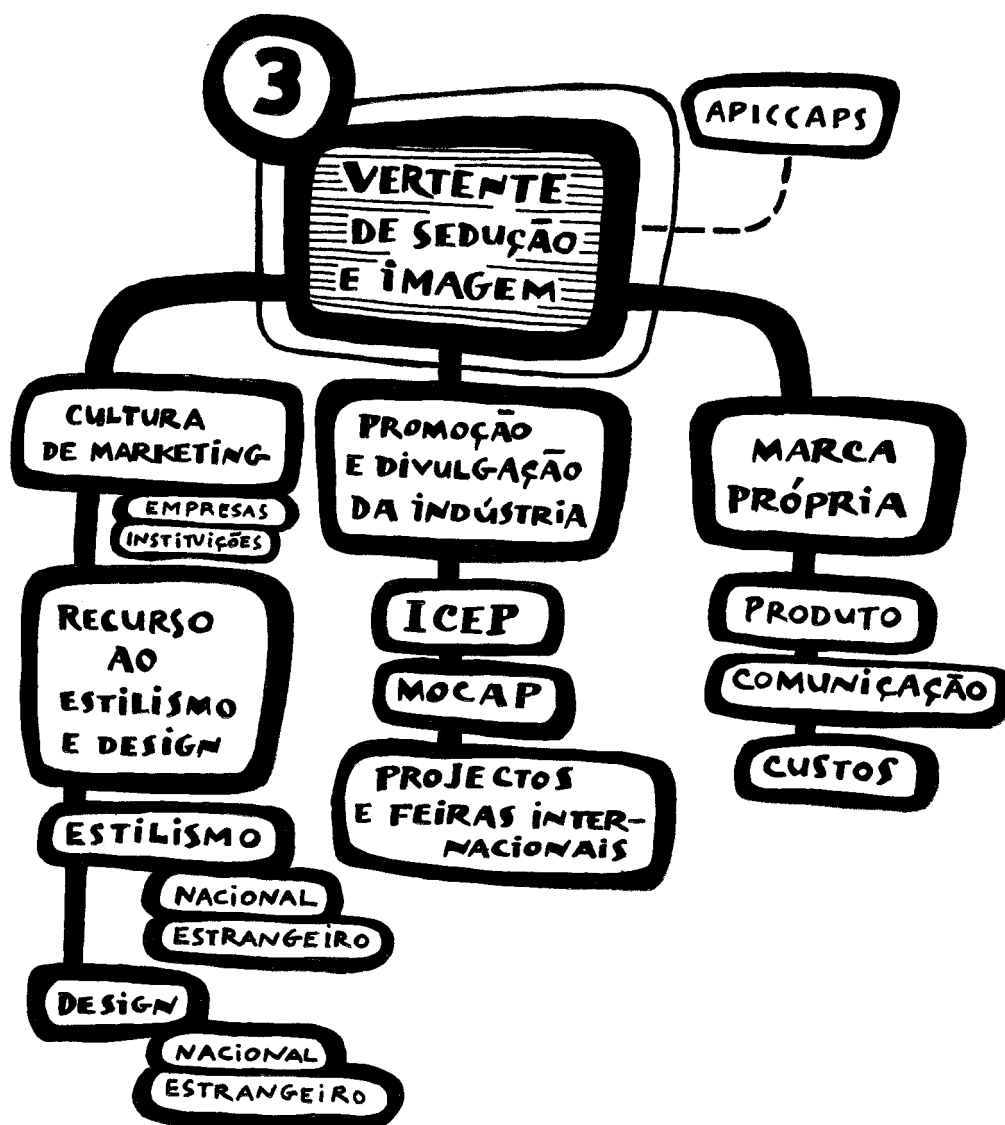 3
APICCAPS
VERTENTE
DE SEDUÇÃO
E IMAGEM
CULTURA
DE MARKETING
EMPRESAS
INSTITUIÇÕES
RECURSO
AO
ESTILISMO
E DESIGN
ESTILISMO
NACIONAL
ESTRANGEIRO
DESIGN
NACIONAL
ESTRANGEIRO
PROMOÇÃO
E DIVULGAÇÃO
DA INDÚSTRIA
ICEP
MOCAP
PROJECTOS
E FEIRAS INTER-
NACIONAIS
MARCA
PRÓPRIA
PRODUTO
COMUNIÇAÇÃO
CUSTOS